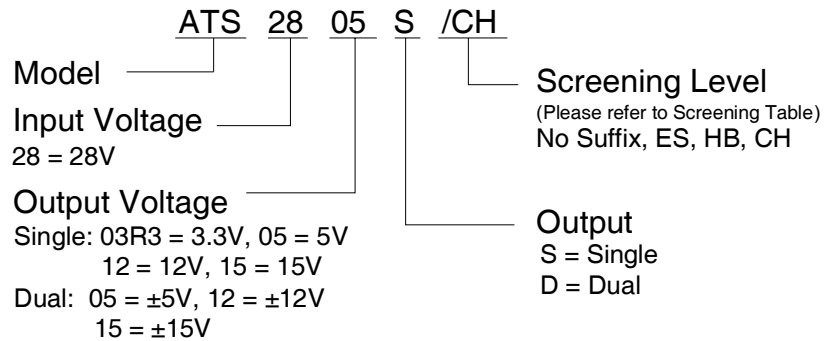 ATS 28 05 S /CH
Model
Input Voltage
28 = 28V
Output Voltage
Single: 03R3 = 3.3V, 05 = 5V
12 = 12V, 15 = 15V
Dual: 05 = ±5V, 12 = ±12V
15 = ±15V
Screening Level
(Please refer to Screening Table)
No Suffix, ES, HB, CH
Output
S = Single
D = Dual